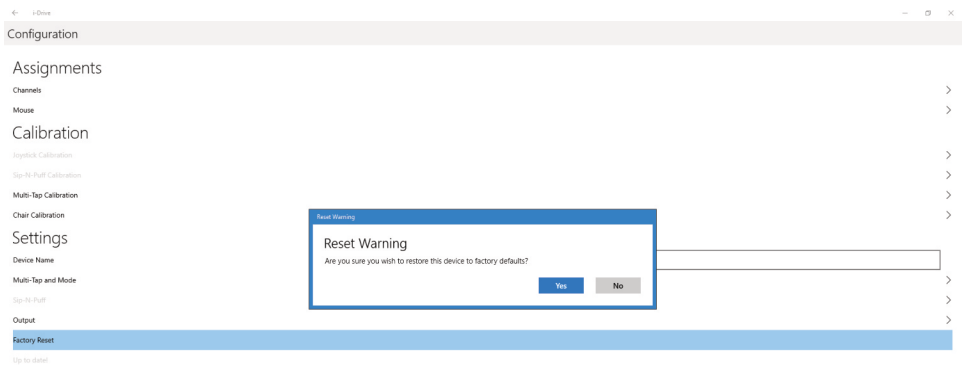 i-Drive
Configuration
Assignments
Channels
Mouse
Calibration
Joystick Calibration
Sip-N-Puff Calibration
Multi-Tap Calibration
Chair Calibration
Settings
Device Name
Multi-Tap and Mode
Sip-N-Puff
Output
Factory Reset
Up to date!
Reset Warning
Reset Warning
Are you sure you wish to restore this device to factory defaults?
Yes No